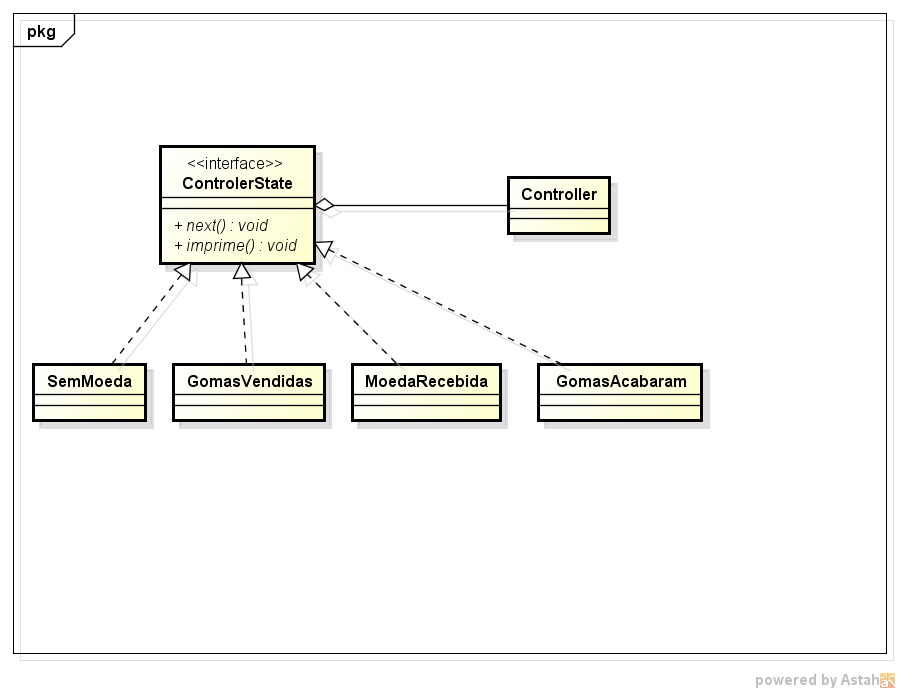 pkg
<<interface>>
ControlerState
+ next() : void
+ imprime() : void
Controller
SemMoeda
GomasVendidas
MoedaRecebida
GomasAcabaram
powered by Astah